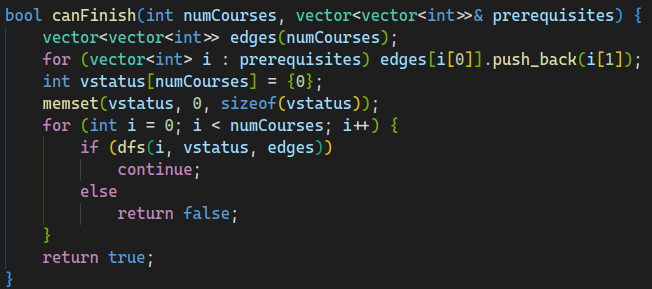 bool canFinish(int numCourses, vector<vector<int>>& prerequisites) {
    vector<vector<int>> edges(numCourses);
    for (vector<int> i : prerequisites) edges[i[0]].push_back(i[1]);
    int vstatus[numCourses] = {0};
    memset(vstatus, 0, sizeof(vstatus));
    for (int i = 0; i < numCourses; i++) {
        if (dfs(i, vstatus, edges))
            continue;
        else
            return false;
    }
    return true;
}